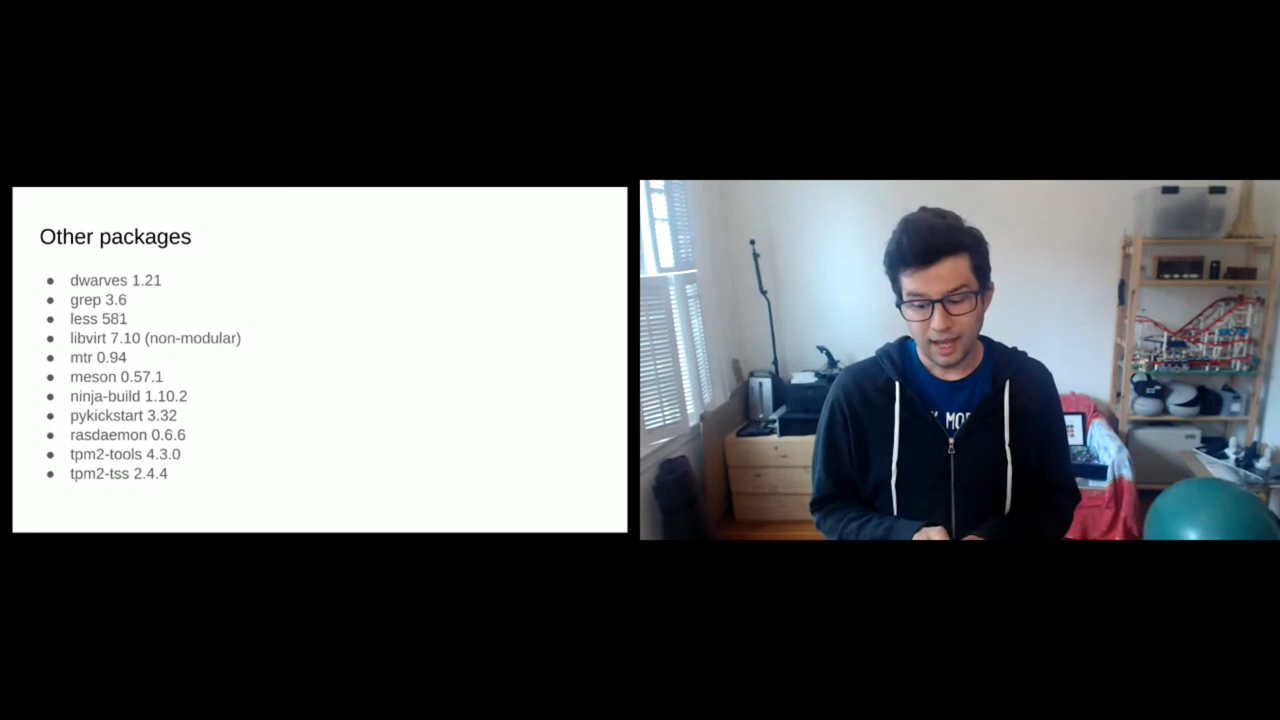 Other packages
● dwarves 1.21
● grep 3.6
● less 581
● libvirt 7.10 (non-modular)
● mtr 0.94
● meson 0.57.1
● ninja-build 1.10.2
● pykickstart 3.32
● rasdaemon 0.6.6
● tpm2-tools 4.3.0
● tpm2-tss 2.4.4